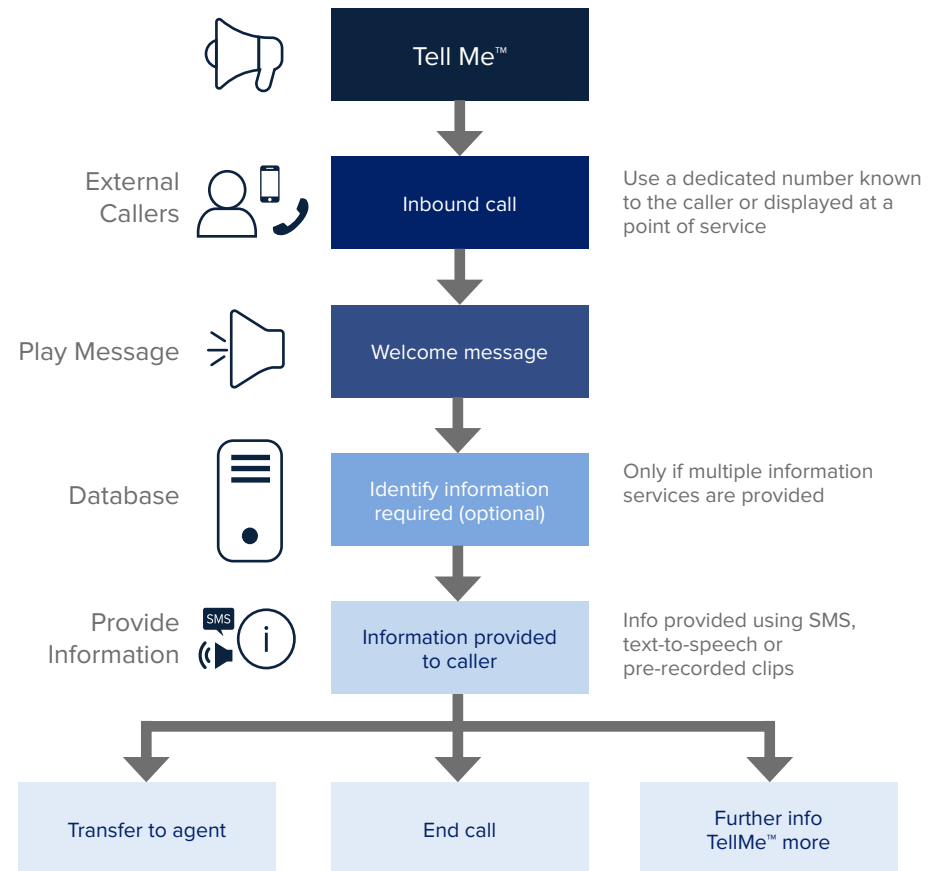 Tell Me™
External
Callers
Inbound call
Use a dedicated number known
to the caller or displayed at a
point of service
Play Message
Welcome message
Database
Identify information
required (optional)
Only if multiple information
services are provided
Provide
Information
SMS
i
Information provided
to caller
Info provided using SMS,
text-to-speech or
pre-recorded clips
Transfer to agent
End call
Further info
TellMe™ more